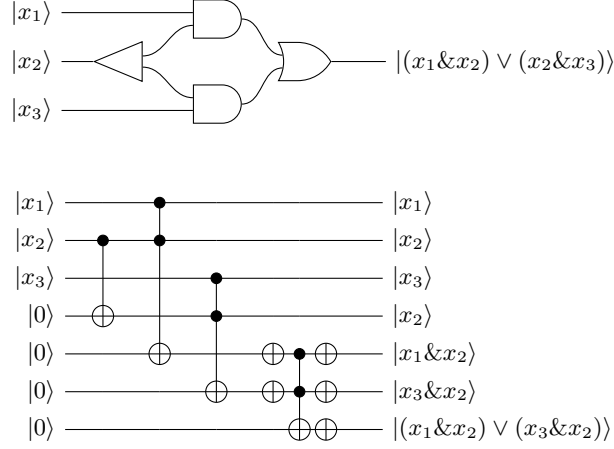 |x₁⟩
|x₂⟩ |(x₁&x₂) ∨ (x₂&x₃)⟩
|x₃⟩
|x₁⟩ |x₁⟩
|x₂⟩ |x₂⟩
|x₃⟩ |x₃⟩
|0⟩ |x₂⟩
|0⟩ |x₁&x₂⟩
|0⟩ |x₃&x₂⟩
|0⟩ |(x₁&x₂) ∨ (x₃&x₂)⟩